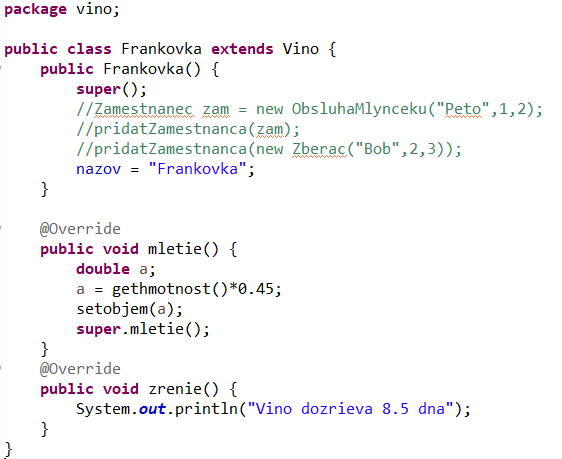 package vino;
public class Frankovka extends Vino {
public Frankovka() {
super();
//Zamestnanec zam = new ObsluhaMlynceku("Peto",1,2);
//pridatZamestnanca(zam);
//pridatZamestnanca(new Zberac("Bob",2,3));
nazov = "Frankovka";
}
@Override
public void mletie() {
double a;
a = gethmotnost()*0.45;
setobjem(a);
super.mletie();
}
@Override
public void zrenie() {
System.out.println("Vino dozrieva 8.5 dna");
}
}